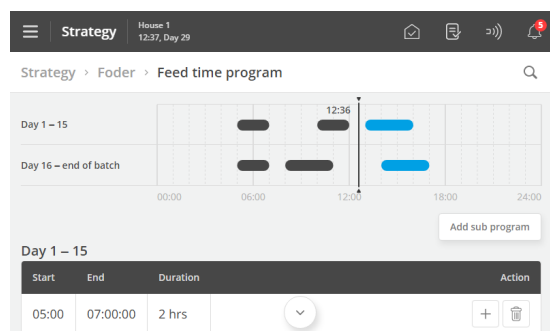 Strategy
House 1
12:37, Day 29
5
Strategy > Foder > Feed time program
12:36
Day 1 – 15
Day 16 – end of batch
00:00 06:00 12:00 18:00 24:00
Add sub program
Day 1 – 15
Start End Duration Action
05:00 07:00:00 2 hrs